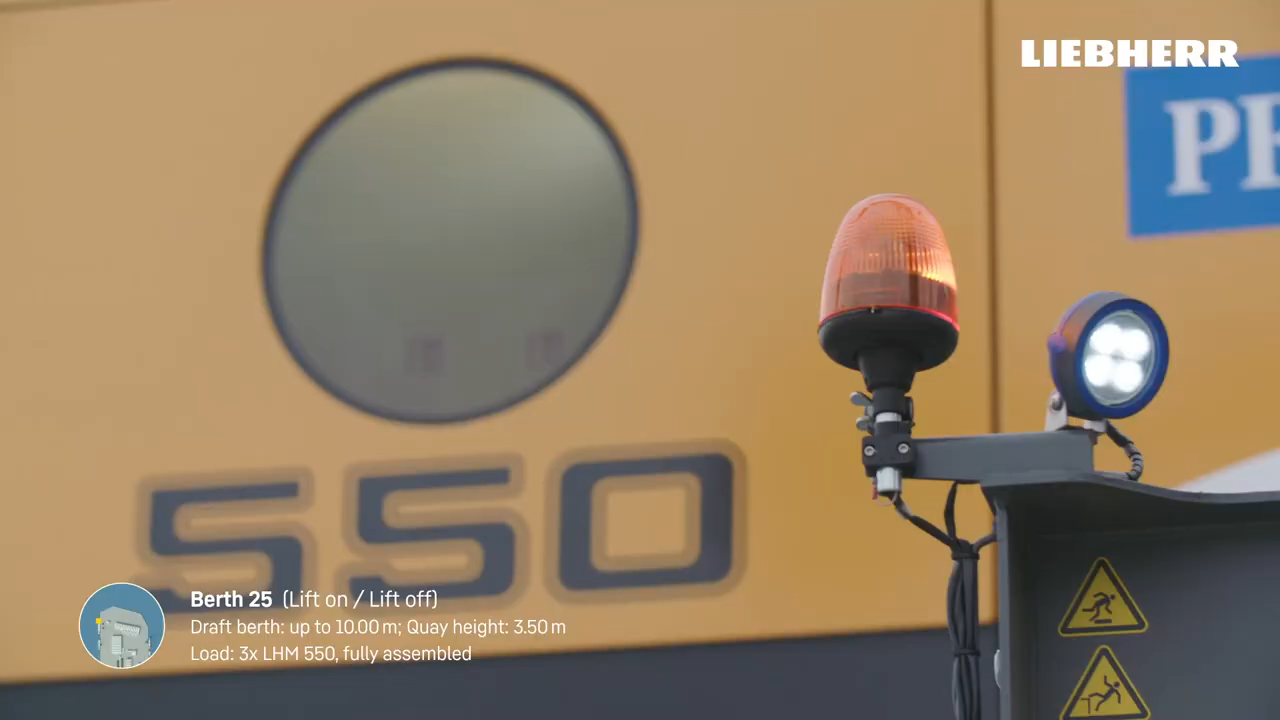 LIEBHERR
PE
550
Berth 25 (Lift on / Lift off)
Draft berth: up to 10.00 m; Quay height: 3.50 m
Load: 3x LHM 550, fully assembled